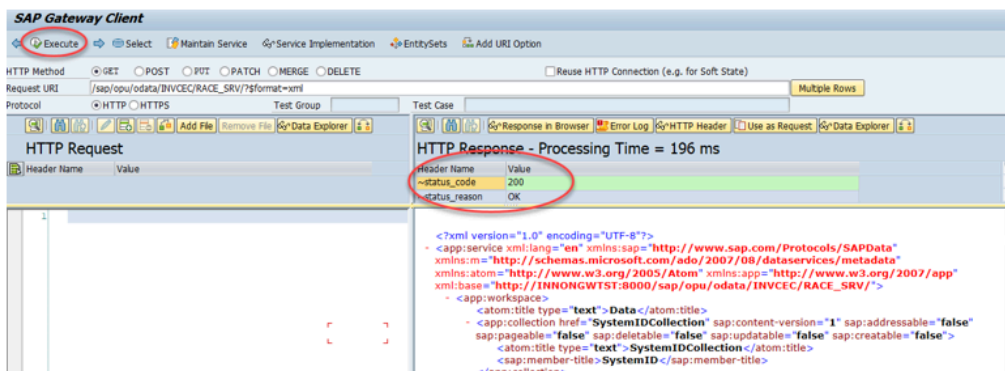 SAP Gateway Client
Execute Select Maintain Service Service Implementation EntitySets Add URI Option
HTTP Method GET POST PUT PATCH MERGE DELETE Reuse HTTP Connection (e.g. for Soft State)
Request URI /sap/opu/odata/INVCEC/RACE_SRV/?$format=xml Multiple Rows
Protocol HTTP HTTPS Test Group Test Case
Add File Remove File Data Explorer Response in Browser Error Log HTTP Header Use as Request Data Explorer
HTTP Request HTTP Response - Processing Time = 196 ms
Header Name Value Header Name Value
~status_code 200
~status_reason OK
1
<?xml version="1.0" encoding="UTF-8"?>
- <app:service xml:lang="en" xmlns:sap="http://www.sap.com/Protocols/SAPData"
xmlns:m="http://schemas.microsoft.com/ado/2007/08/dataservices/metadata"
xmlns:atom="http://www.w3.org/2005/Atom" xmlns:app="http://www.w3.org/2007/app"
xml:base="http://INNONGWTST:8000/sap/opu/odata/INVCEC/RACE_SRV/">
- <app:workspace>
<atom:title type="text">Data</atom:title>
- <app:collection href="SystemIDCollection" sap:content-version="1" sap:addressable="false"
sap:pageable="false" sap:deletable="false" sap:updatable="false" sap:creatable="false">
<atom:title type="text">SystemIDCollection</atom:title>
<sap:member-title>SystemID</sap:member-title>
</app:collection>